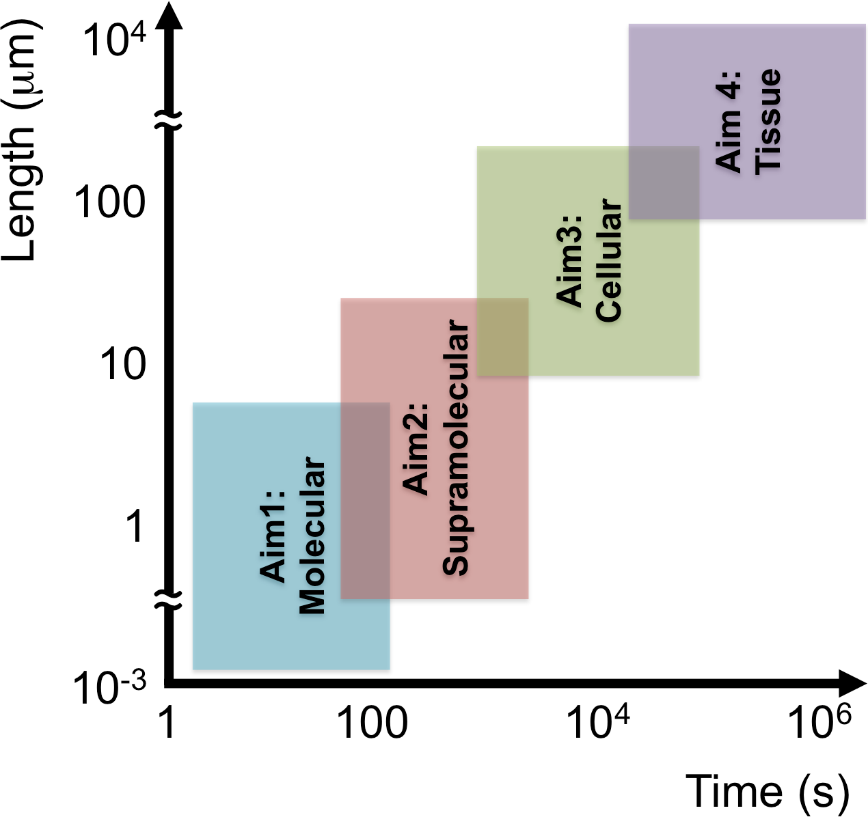 Length (μm)
10⁴
100
10
1
10⁻³
Aim1:
Molecular
Aim2:
Supramolecular
Aim3:
Cellular
Aim 4:
Tissue
1
100
10⁴
10⁶
Time (s)